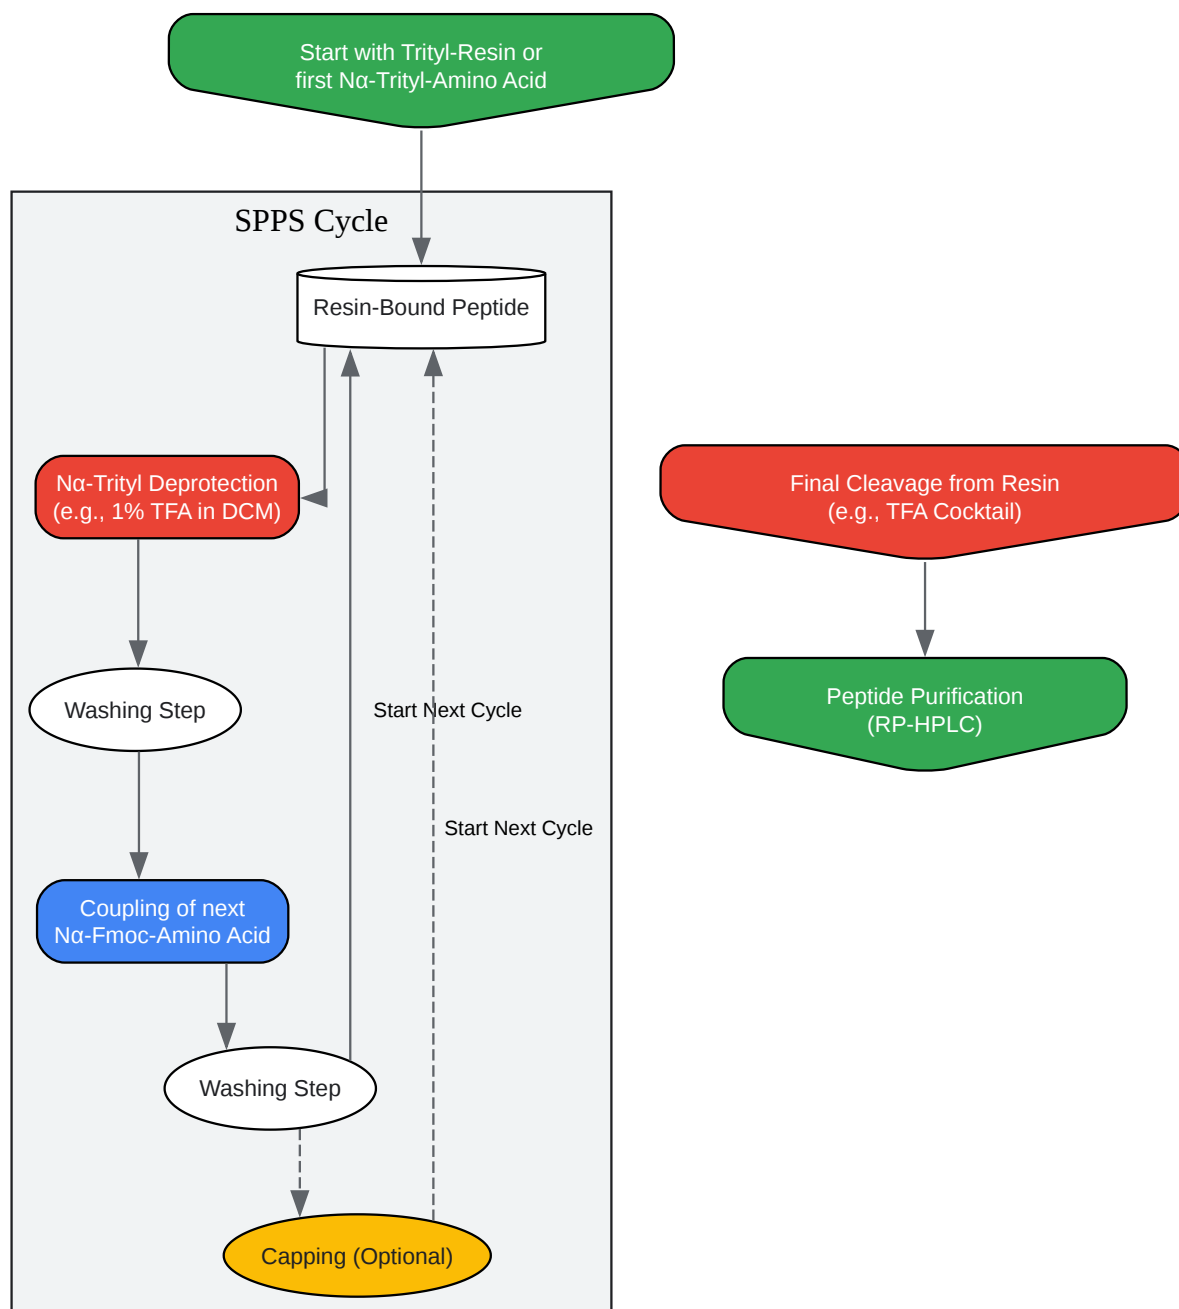 Start with Trityl-Resin or
first Nα-Trityl-Amino Acid
SPPS Cycle
Resin-Bound Peptide
Nα-Trityl Deprotection
(e.g., 1% TFA in DCM)
Final Cleavage from Resin
(e.g., TFA Cocktail)
Washing Step
Start Next Cycle
Peptide Purification
(RP-HPLC)
Start Next Cycle
Coupling of next
Nα-Fmoc-Amino Acid
Washing Step
Capping (Optional)